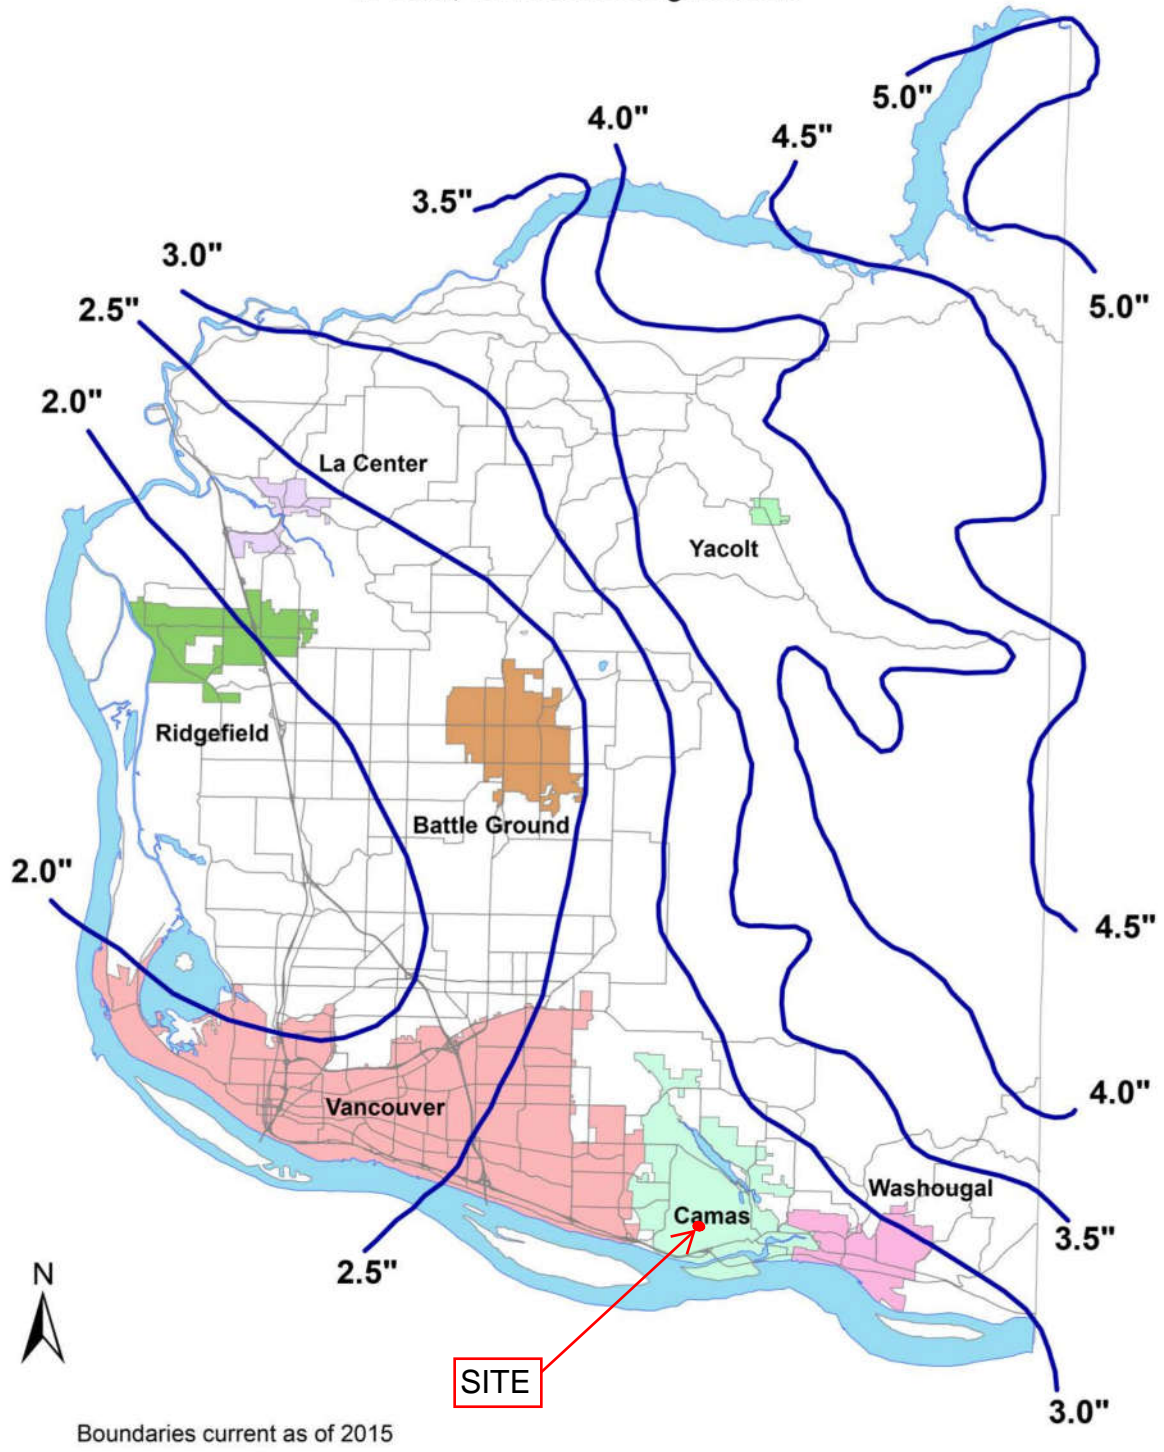 5.0"
4.0"
4.5"
3.5"
3.0"
2.5"
5.0"
2.0"
La Center
Yacolt
Ridgefield
Battle Ground
2.0"
4.5"
4.0"
Vancouver
Washougal
Camas
3.5"
2.5"
N
SITE
3.0"
Boundaries current as of 2015